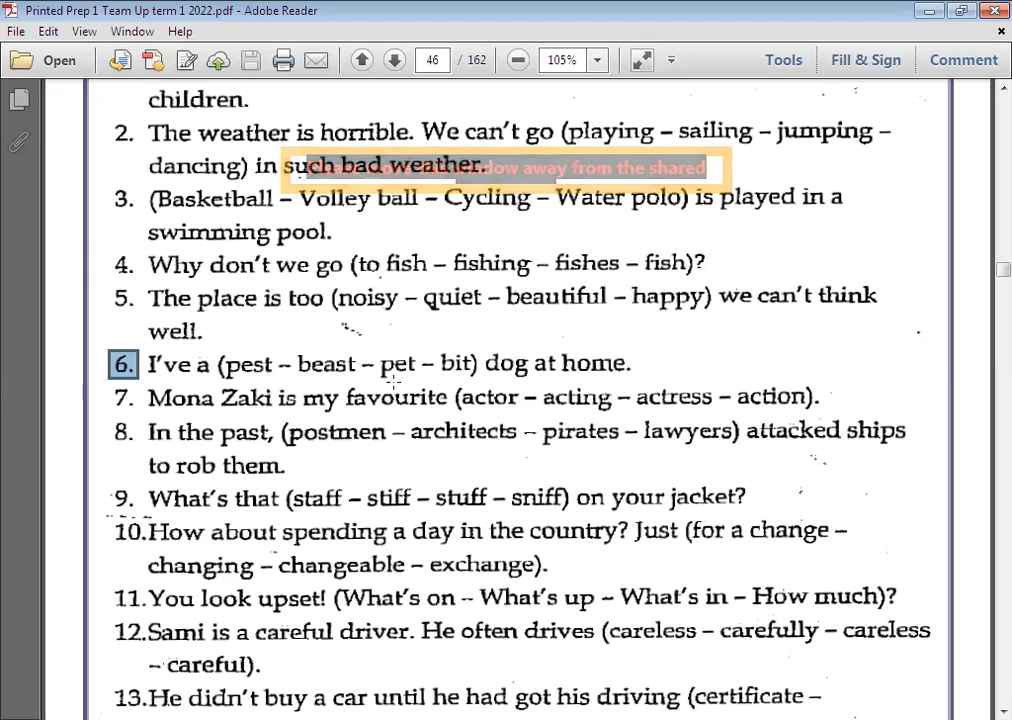 Printed Prep 1 Team Up term 1 2022.pdf - Adobe Reader
File Edit View Window Help
Open 46 / 162 105% Tools Fill & Sign Comment
children.
2. The weather is horrible. We can't go (playing – sailing – jumping –
dancing) in such bad weather.
window away from the shared
3. (Basketball – Volley ball – Cycling – Water polo) is played in a
swimming pool.
4. Why don't we go (to fish – fishing – fishes – fish)?
5. The place is too (noisy – quiet – beautiful – happy) we can't think
well.
6. I've a (pest – beast – pet – bit) dog at home.
7. Mona Zaki is my favourite (actor – acting – actress – action).
8. In the past, (postmen – architects – pirates – lawyers) attacked ships
to rob them.
9. What's that (staff – stiff – stuff – sniff) on your jacket?
10.How about spending a day in the country? Just (for a change –
changing – changeable – exchange).
11.You look upset! (What's on – What's up – What's in – How much)?
12.Sami is a careful driver. He often drives (careless – carefully – careless
– careful).
13.He didn't buy a car until he had got his driving (certificate –